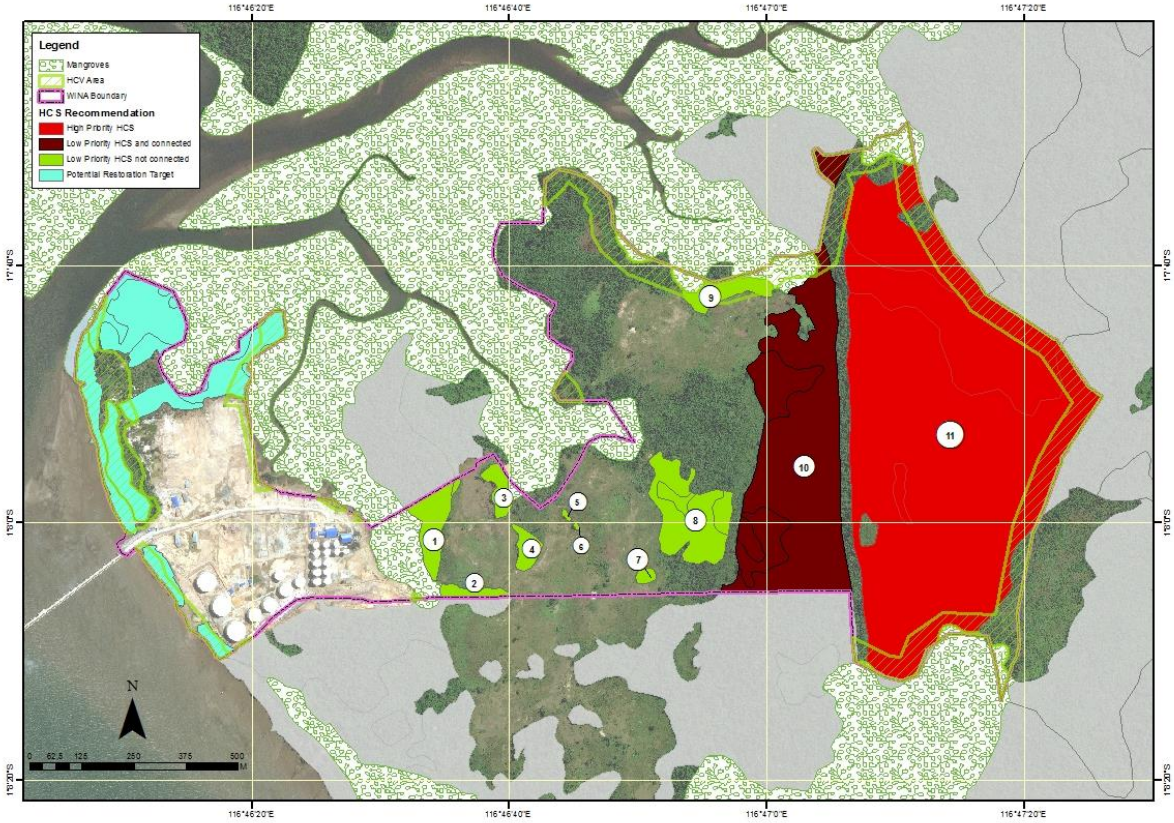 116°46'20"E 116°46'40"E 116°47'0"E 116°47'20"E
Legend
Mangroves
HCV Area
WINA Boundary
HCS Recommendation
High Priority HCS
Low Priority HCS and connected
Low Priority HCS not connected
Potential Restoration Target
1°7'40"S 1°7'40"S
9
11
10
3
5
8
1°8'0"S 1°8'0"S
1
6
4
7
2
N
0 62,5 125 250 375 500
M
1°8'20"S 1°8'20"S
116°46'20"E 116°46'40"E 116°47'0"E 116°47'20"E